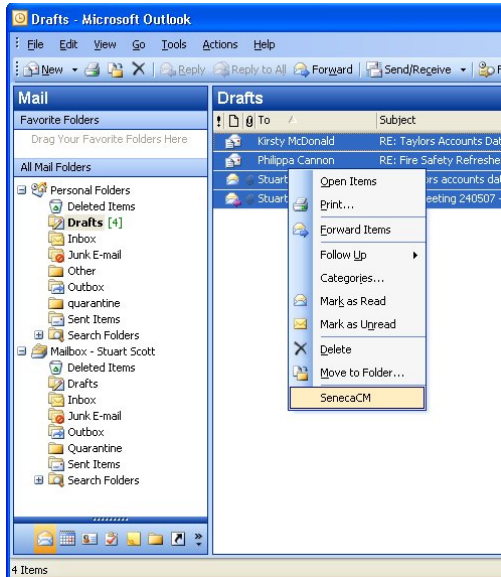 Drafts - Microsoft Outlook
File Edit View Go Tools Actions Help
New Reply Reply to All Forward Send/Receive F
Mail
Drafts
Favorite Folders
! To Subject
Drag Your Favorite Folders Here
Kirsty McDonald RE: Taylors Accounts Dat
All Mail Folders
Philippa Cannon RE: Fire Safety Refreshe
Stuart rs accounts dat
Stuart eeting 240507 -
Personal Folders
Deleted Items
Drafts [4]
Inbox
Junk E-mail
Other
Outbox
quarantine
Sent Items
Search Folders
Mailbox - Stuart Scott
Deleted Items
Drafts
Inbox
Junk E-mail
Outbox
Quarantine
Sent Items
Search Folders
Open Items
Print...
Forward Items
Follow Up
Categories...
Mark as Read
Mark as Unread
Delete
Move to Folder...
SenecaCM
4 Items